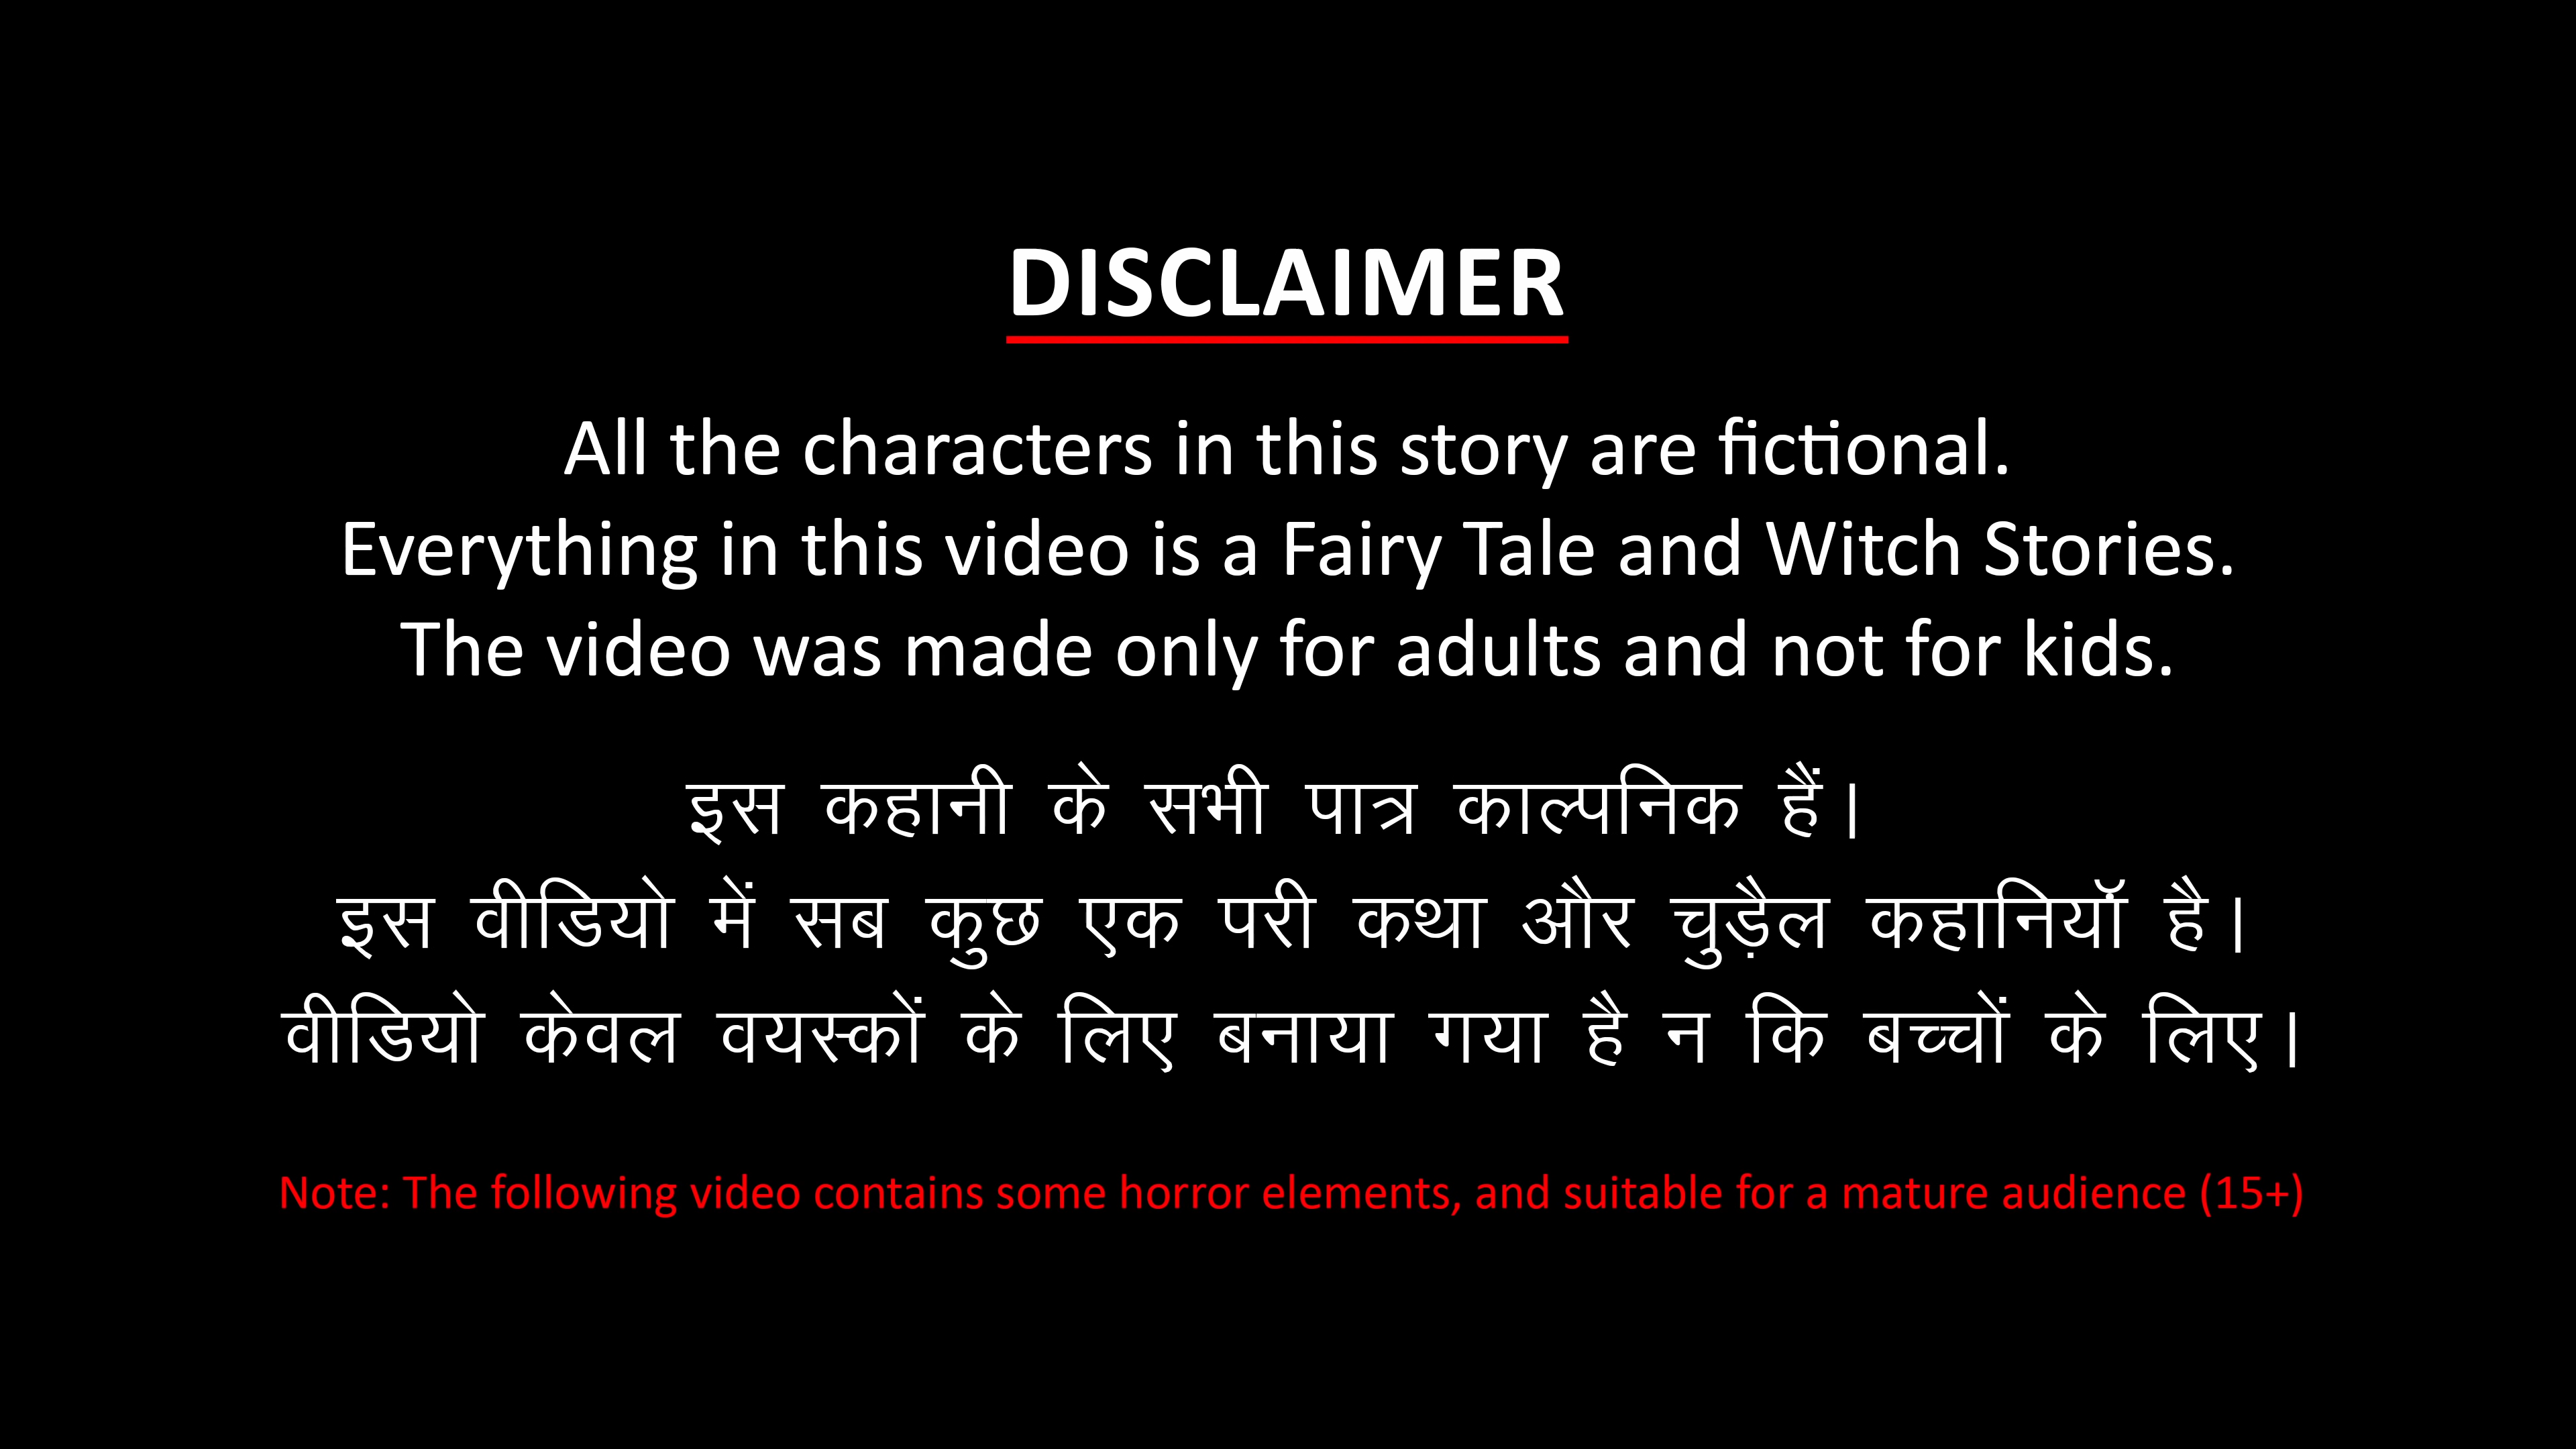 DISCLAIMER
All the characters in this story are fictional.
Everything in this video is a Fairy Tale and Witch Stories.
The video was made only for adults and not for kids.
इस कहानी के सभी पात्र काल्पनिक हैं।
इस वीडियो में सब कुछ एक परी कथा और चुड़ैल कहानियॉ है।
वीडियो केवल वयस्कों के लिए बनाया गया है न कि बच्चों के लिए।
Note: The following video contains some horror elements, and suitable for a mature audience (15+)